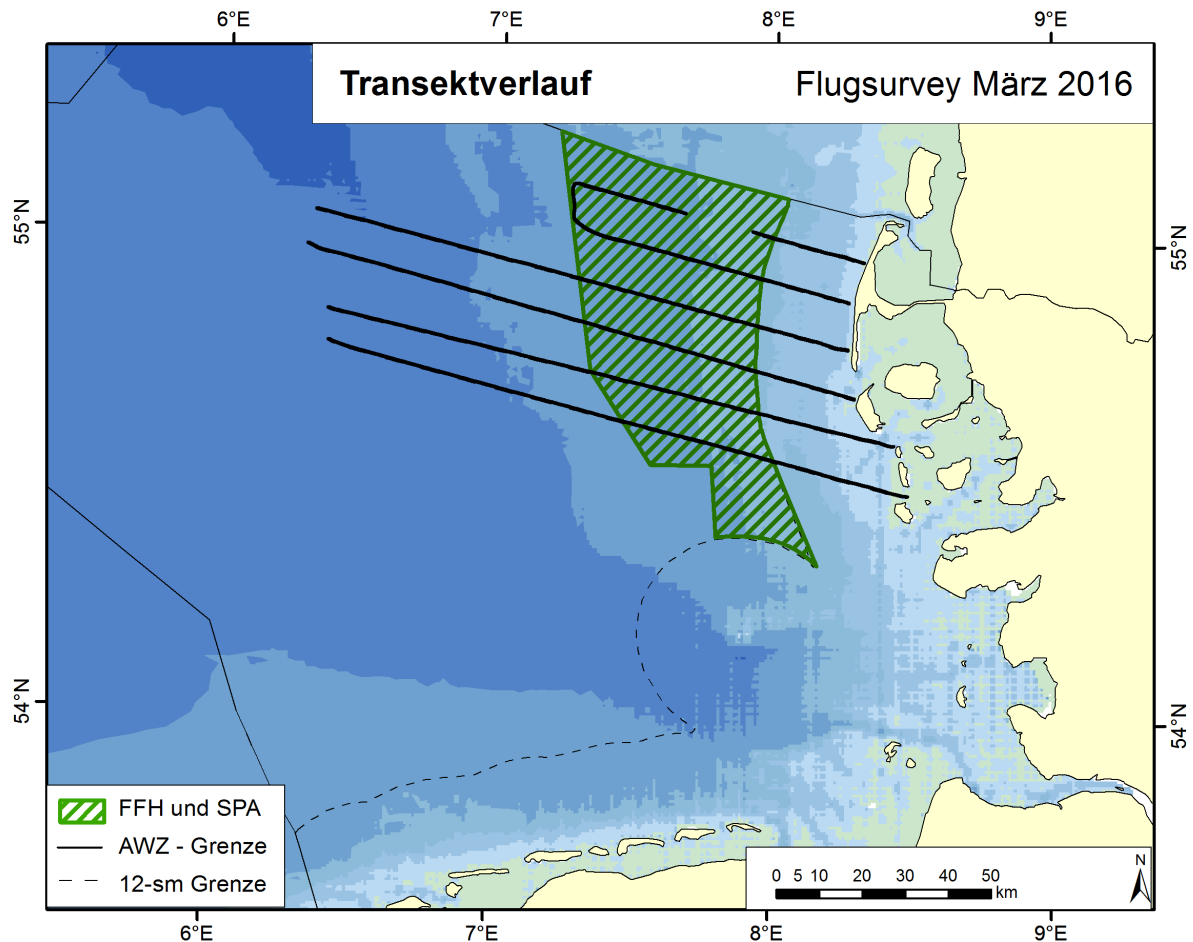 6°E 7°E 8°E 9°E
Transektverlauf Flugsurvey März 2016
55°N 55°N
54°N 54°N
FFH und SPA
AWZ - Grenze
12-sm Grenze
N
0 5 10 20 30 40 50
km
6°E 7°E 8°E 9°E